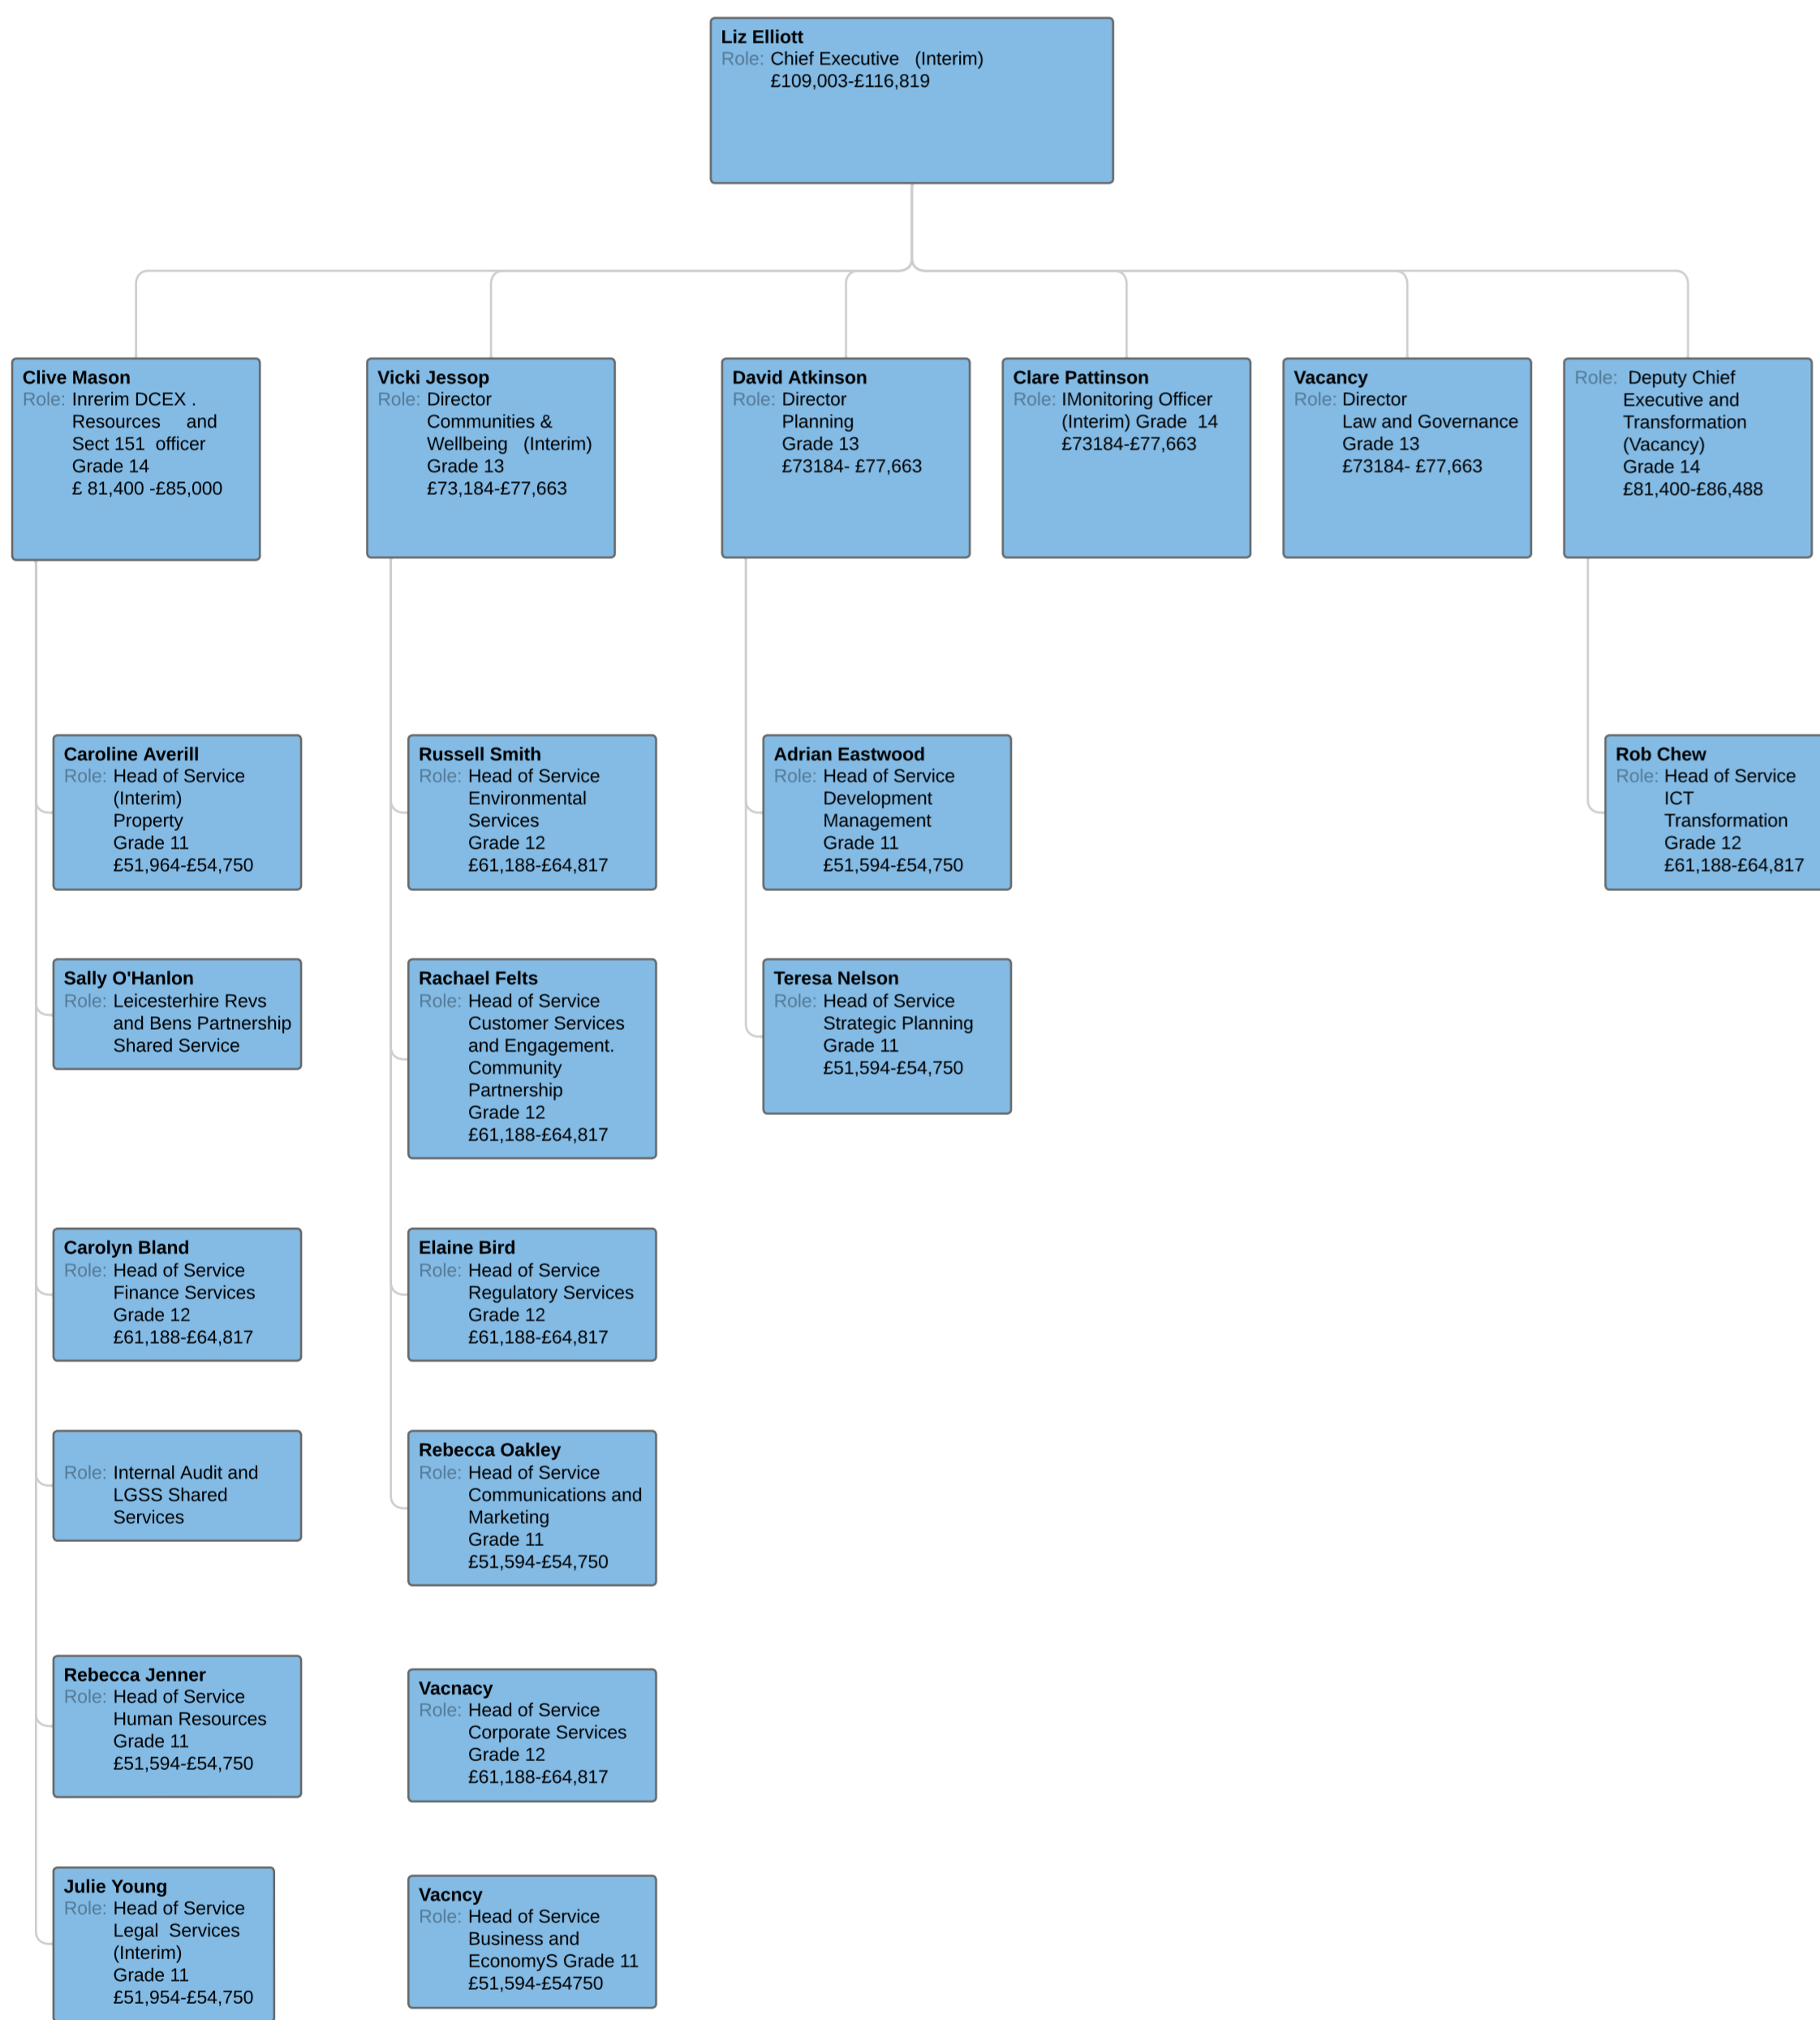 Liz Elliott
Role: Chief Executive (Interim)
£109,003-£116,819
Clive Mason
Role: Inrerim DCEX .
Resources and
Sect 151 officer
Grade 14
£ 81,400 -£85,000
Vicki Jessop
Role: Director
Communities &
Wellbeing (Interim)
Grade 13
£73,184-£77,663
David Atkinson
Role: Director
Planning
Grade 13
£73184- £77,663
Clare Pattinson
Role: IMonitoring Officer
(Interim) Grade 14
£73184-£77,663
Vacancy
Role: Director
Law and Governance
Grade 13
£73184- £77,663
Role: Deputy Chief
Executive and
Transformation
(Vacancy)
Grade 14
£81,400-£86,488
Caroline Averill
Role: Head of Service
(Interim)
Property
Grade 11
£51,964-£54,750
Russell Smith
Role: Head of Service
Environmental
Services
Grade 12
£61,188-£64,817
Adrian Eastwood
Role: Head of Service
Development
Management
Grade 11
£51,594-£54,750
Rob Chew
Role: Head of Service
ICT
Transformation
Grade 12
£61,188-£64,817
Sally O'Hanlon
Role: Leicesterhire Revs
and Bens Partnership
Shared Service
Rachael Felts
Role: Head of Service
Customer Services
and Engagement.
Community
Partnership
Grade 12
£61,188-£64,817
Teresa Nelson
Role: Head of Service
Strategic Planning
Grade 11
£51,594-£54,750
Carolyn Bland
Role: Head of Service
Finance Services
Grade 12
£61,188-£64,817
Elaine Bird
Role: Head of Service
Regulatory Services
Grade 12
£61,188-£64,817
Role: Internal Audit and
LGSS Shared
Services
Rebecca Oakley
Role: Head of Service
Communications and
Marketing
Grade 11
£51,594-£54,750
Rebecca Jenner
Role: Head of Service
Human Resources
Grade 11
£51,594-£54,750
Vacnacy
Role: Head of Service
Corporate Services
Grade 12
£61,188-£64,817
Julie Young
Role: Head of Service
Legal Services
(Interim)
Grade 11
£51,954-£54,750
Vacncy
Role: Head of Service
Business and
EconomyS Grade 11
£51,594-£54750